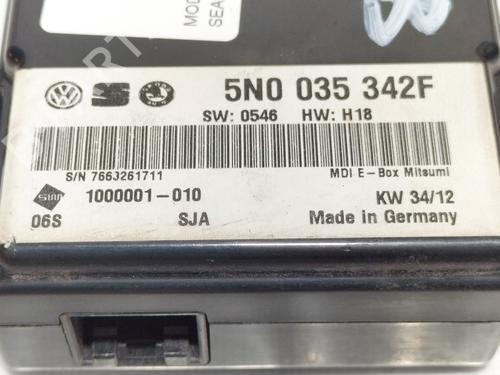 MOD
SEA
5N0 035 342F
SW: 0546 HW: H18
S/N 7663261711 MDI E-Box Mitsumi
1000001-010 KW 34/12
06S SJA Made in Germany